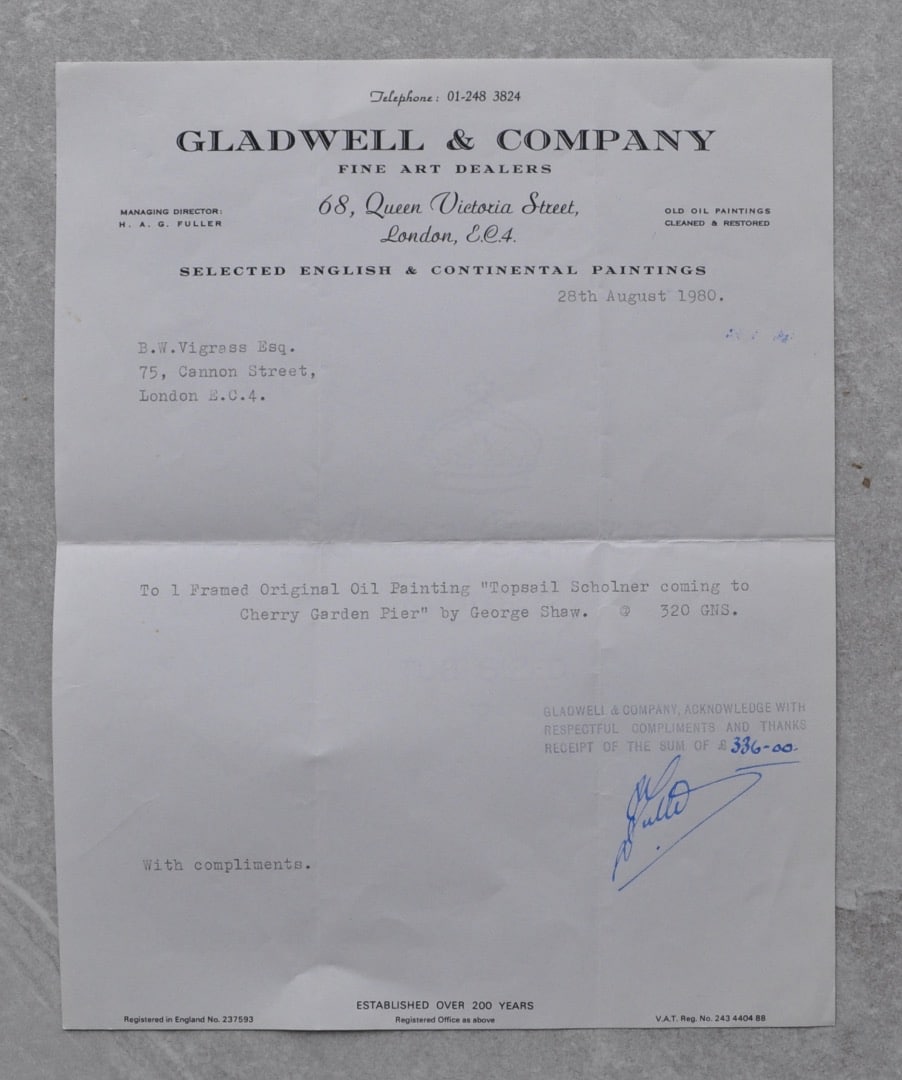 Telephone: 01-248 3824
GLADWELL & COMPANY
FINE ART DEALERS
MANAGING DIRECTOR:
H. A. G. FULLER
68, Queen Victoria Street,
London, E.C.4.
OLD OIL PAINTINGS
CLEANED & RESTORED
SELECTED ENGLISH & CONTINENTAL PAINTINGS
28th August 1980.
B.W.Vigrass Esq.
75, Cannon Street,
London E.C.4.
To 1 Framed Original Oil Painting "Topsail Scholner coming to
Cherry Garden Pier" by George Shaw. @ 320 GNS.
GLADWELL & COMPANY, ACKNOWLEDGE WITH
RESPECTFUL COMPLIMENTS AND THANKS
RECEIPT OF THE SUM OF £ 336-00.
With compliments.
ESTABLISHED OVER 200 YEARS
Registered in England No. 237593
Registered Office as above
V.A.T. Reg. No. 243 4404 88